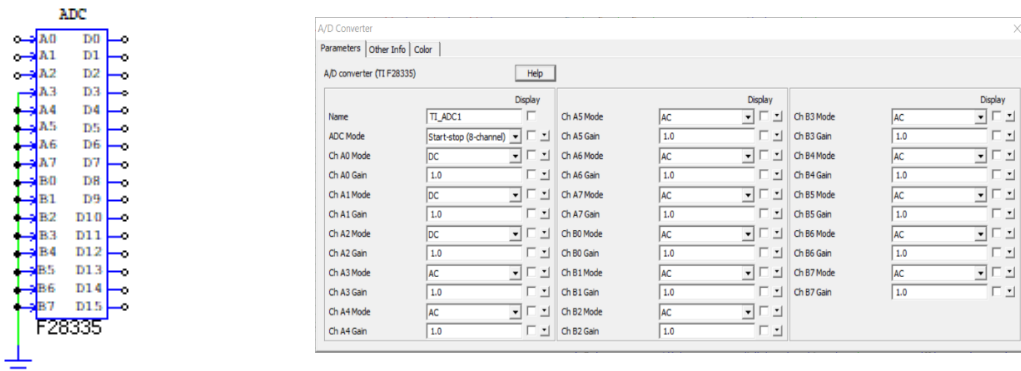 ADC
A0 D0
A1 D1
A2 D2
A3 D3
A4 D4
A5 D5
A6 D6
A7 D7
B0 D8
B1 D9
B2 D10
B3 D11
B4 D12
B5 D13
B6 D14
B7 D15
F28335
A/D Converter
Parameters Other Info Color
A/D converter (TI F28335) Help
Display
Name TI_ADC1
ADC Mode Start-stop (8-channel)
Ch A0 Mode DC
Ch A0 Gain 1.0
Ch A1 Mode DC
Ch A1 Gain 1.0
Ch A2 Mode DC
Ch A2 Gain 1.0
Ch A3 Mode AC
Ch A3 Gain 1.0
Ch A4 Mode AC
Ch A4 Gain 1.0
Display
Ch A5 Mode AC
Ch A5 Gain 1.0
Ch A6 Mode AC
Ch A6 Gain 1.0
Ch A7 Mode AC
Ch A7 Gain 1.0
Ch B0 Mode AC
Ch B0 Gain 1.0
Ch B1 Mode AC
Ch B1 Gain 1.0
Ch B2 Mode AC
Ch B2 Gain 1.0
Display
Ch B3 Mode AC
Ch B3 Gain 1.0
Ch B4 Mode AC
Ch B4 Gain 1.0
Ch B5 Mode AC
Ch B5 Gain 1.0
Ch B6 Mode AC
Ch B6 Gain 1.0
Ch B7 Mode AC
Ch B7 Gain 1.0